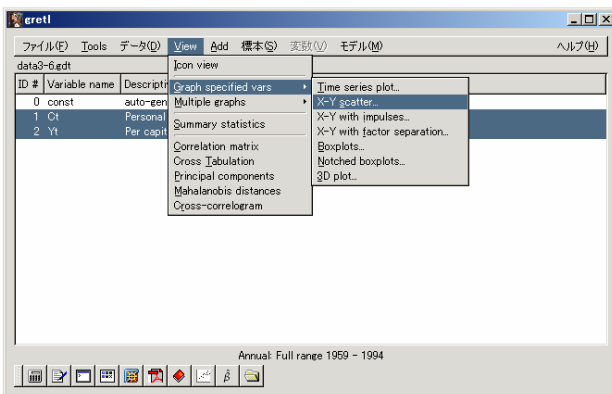 gretl
ファイル(F) Tools データ(D) View Add 標本(S) 変数(V) モデル(M) ヘルプ(H)
data3-6.gdt
ID # Variable name Descripti
0 const auto-gen
1 Ct Personal
2 Yt Per capit
Icon view
Graph specified vars
Multiple graphs
Summary statistics
Correlation matrix
Cross Tabulation
Principal components
Mahalanobis distances
Cross-correlogram
Time series plot...
X-Y scatter...
X-Y with impulses...
X-Y with factor separation...
Boxplots...
Notched boxplots...
3D plot...
Annual: Full range 1959 - 1994
β̂